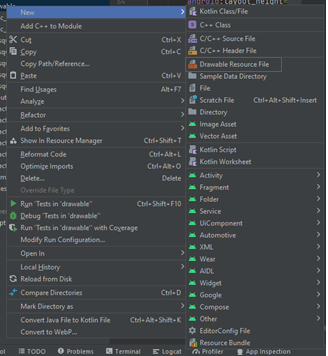 android:layout_height=
New
Add C++ to Module
Cut Ctrl+X
Copy Ctrl+C
Copy Path/Reference...
Paste Ctrl+V
Find Usages Alt+F7
Analyze
Refactor
Add to Favorites
Show In Resource Manager Ctrl+Shift+T
Reformat Code Ctrl+Alt+L
Optimize Imports Ctrl+Alt+O
Delete... Delete
Override File Type
Run 'Tests in 'drawable'' Ctrl+Shift+F10
Debug 'Tests in 'drawable''
Run 'Tests in 'drawable'' with Coverage
Modify Run Configuration...
Open In
Local History
Reload from Disk
Compare Directories Ctrl+D
Mark Directory as
Convert Java File to Kotlin File Ctrl+Alt+Shift+K
Convert to WebP...
Kotlin Class/File
C++ Class
C/C++ Source File
C/C++ Header File
Drawable Resource File
Sample Data Directory
File
Scratch File Ctrl+Alt+Shift+Insert
Directory
Image Asset
Vector Asset
Kotlin Script
Kotlin Worksheet
Activity
Fragment
Folder
Service
UiComponent
Automotive
XML
Wear
AIDL
Widget
Google
Compose
Other
EditorConfig File
Resource Bundle
TODO
Problems
Terminal
Logcat
Profiler
App Inspection